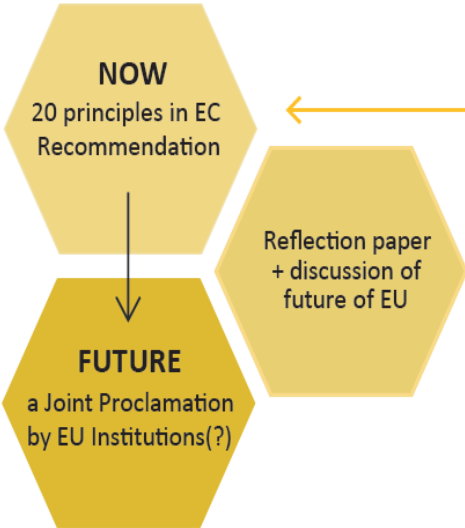 NOW
20 principles in EC
Recommendation
Reflection paper
+ discussion of
future of EU
FUTURE
a Joint Proclamation
by EU Institutions(?)